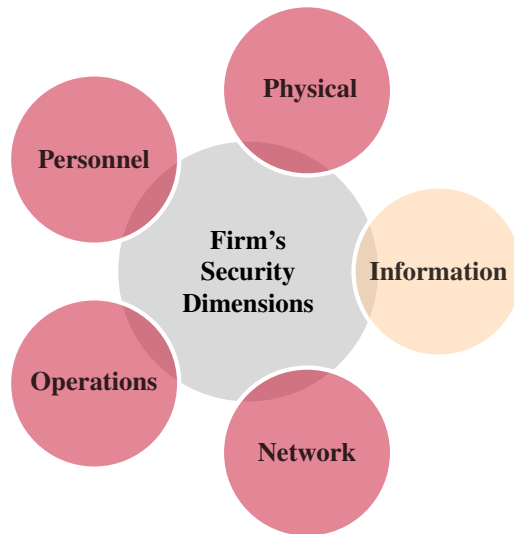 Physical
Personnel
Firm’s
Security
Dimensions
Information
Operations
Network